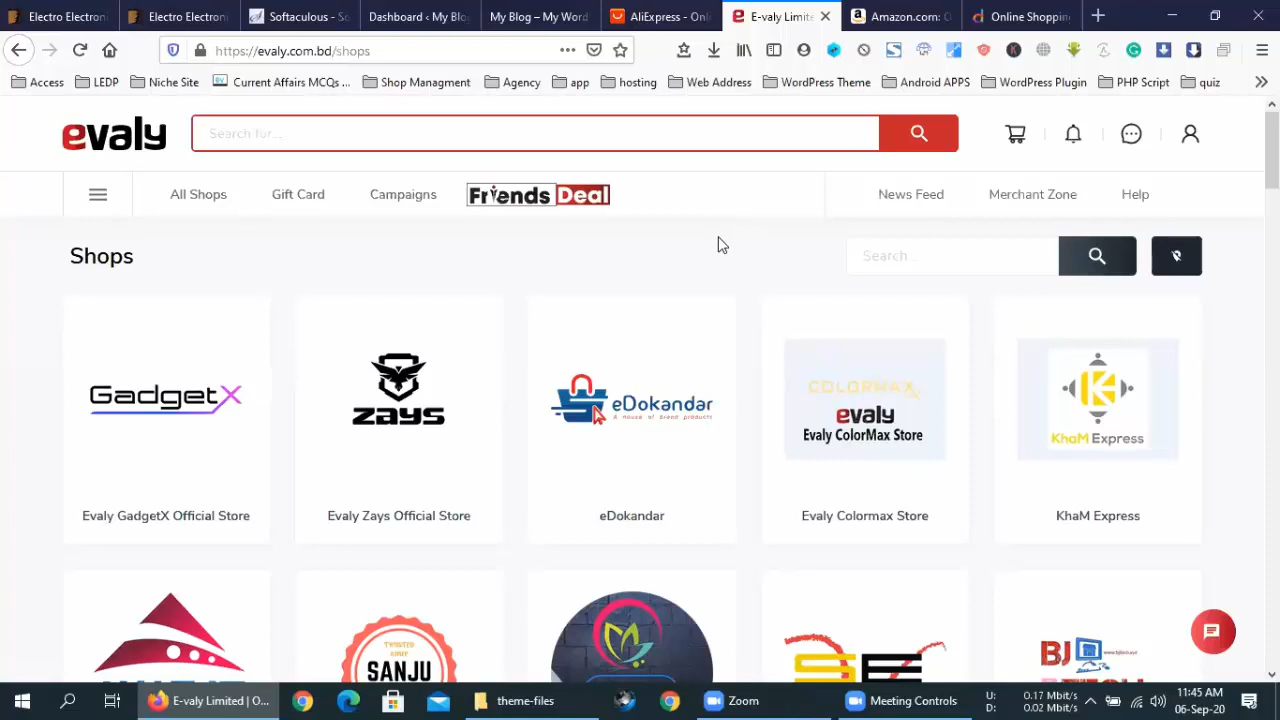 Electro Electron
Electro Electron
Softaculous - So
Dashboard ‹ My Blo
My Blog – My Word
AliExpress - Onli
E-valy Limite
Amazon.com: O
Online Shopping
https://evaly.com.bd/shops
Access LEDP Niche Site Current Affairs MCQs ... Shop Managment Agency app hosting Web Address WordPress Theme Android APPS WordPress Plugin PHP Script quiz
evaly
Search for...
All Shops
Gift Card
Campaigns
Friends Deal
News Feed
Merchant Zone
Help
Shops
Search ...
GadgetX
ZAYS
eDokandar
A house of brand products
COLORMAX
evaly
Evaly ColorMax Store
KhaM Express
Evaly GadgetX Official Store
Evaly Zays Official Store
eDokandar
Evaly Colormax Store
KhaM Express
SANJU
BJ
E-valy Limited | O...
theme-files
Zoom
Meeting Controls
U: 0.17 Mbit/s
D: 0.02 Mbit/s
11:45 AM
06-Sep-20